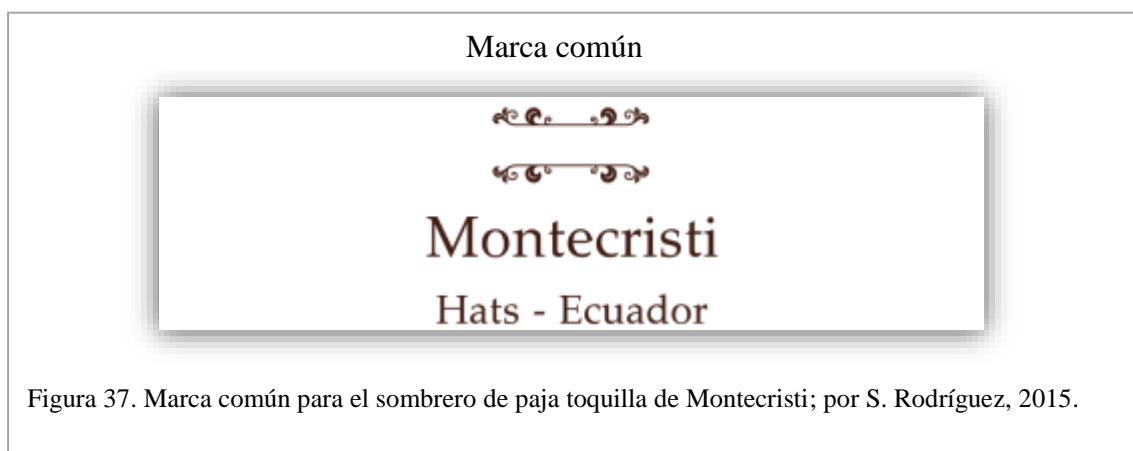 Marca común
Montecristi
Hats - Ecuador
Figura 37. Marca común para el sombrero de paja toquilla de Montecristi; por S. Rodríguez, 2015.